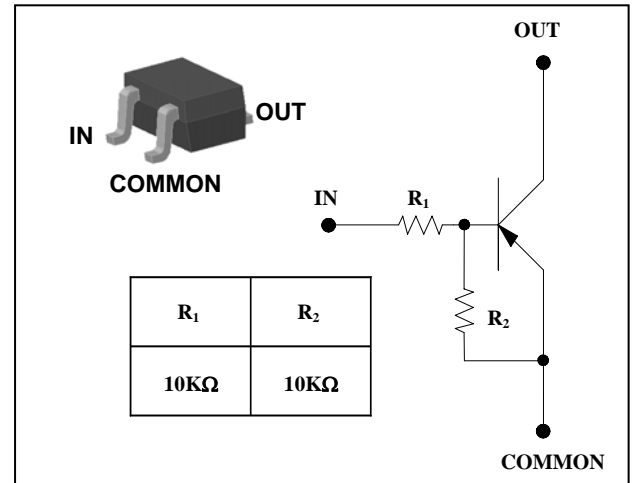 OUT
OUT
IN
COMMON
IN
R₁
R₂
R₁ R₂
10KΩ 10KΩ
COMMON